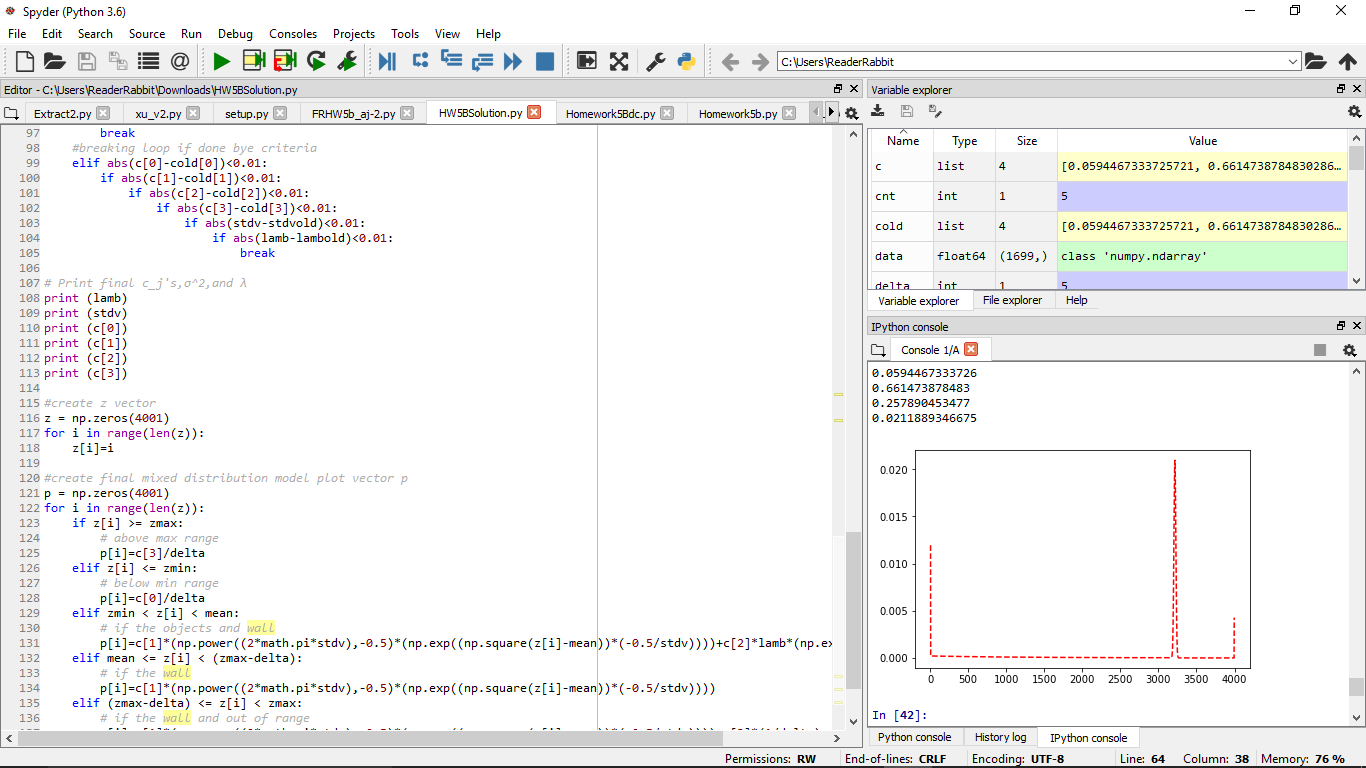 Spyder (Python 3.6)
File Edit Search Source Run Debug Consoles Projects Tools View Help
C:\Users\ReaderRabbit
Editor - C:\Users\ReaderRabbit\Downloads\HW5BSolution.py
Extract2.py xu_v2.py setup.py FRHW5b_aj-2.py HW5BSolution.py Homework5Bdc.py Homework5b.py
97 break
98 #breaking loop if done bye criteria
99 elif abs(c[0]-cold[0])<0.01:
100 if abs(c[1]-cold[1])<0.01:
101 if abs(c[2]-cold[2])<0.01:
102 if abs(c[3]-cold[3])<0.01:
103 if abs(stdv-stdvold)<0.01:
104 if abs(lamb-lambold)<0.01:
105 break
106
107 # Print final c_j's,σ^2,and λ
108 print (lamb)
109 print (stdv)
110 print (c[0])
111 print (c[1])
112 print (c[2])
113 print (c[3])
114
115 #create z vector
116 z = np.zeros(4001)
117 for i in range(len(z)):
118 z[i]=i
119
120 #create final mixed distribution model plot vector p
121 p = np.zeros(4001)
122 for i in range(len(z)):
123 if z[i] >= zmax:
124 # above max range
125 p[i]=c[3]/delta
126 elif z[i] <= zmin:
127 # below min range
128 p[i]=c[0]/delta
129 elif zmin < z[i] < mean:
130 # if the objects and wall
131 p[i]=c[1]*(np.power((2*math.pi*stdv),-0.5)*(np.exp((np.square(z[i]-mean))*(-0.5/stdv))))+c[2]*lamb*(np.ex
132 elif mean <= z[i] < (zmax-delta):
133 # if the wall
134 p[i]=c[1]*(np.power((2*math.pi*stdv),-0.5)*(np.exp((np.square(z[i]-mean))*(-0.5/stdv))))
135 elif (zmax-delta) <= z[i] < zmax:
136 # if the wall and out of range
Variable explorer
Name Type Size Value
c list 4 [0.0594467333725721, 0.6614738784830286…
cnt int 1 5
cold list 4 [0.0594467333725721, 0.6614738784830286…
data float64 (1699,) class 'numpy.ndarray'
delta int 1 5
Variable explorer File explorer Help
IPython console
Console 1/A
0.0594467333726
0.661473878483
0.257890453477
0.0211889346675
0.020
0.015
0.010
0.005
0.000
0 500 1000 1500 2000 2500 3000 3500 4000
In [42]:
Python console History log IPython console
Permissions: RW End-of-lines: CRLF Encoding: UTF-8 Line: 64 Column: 38 Memory: 76 %